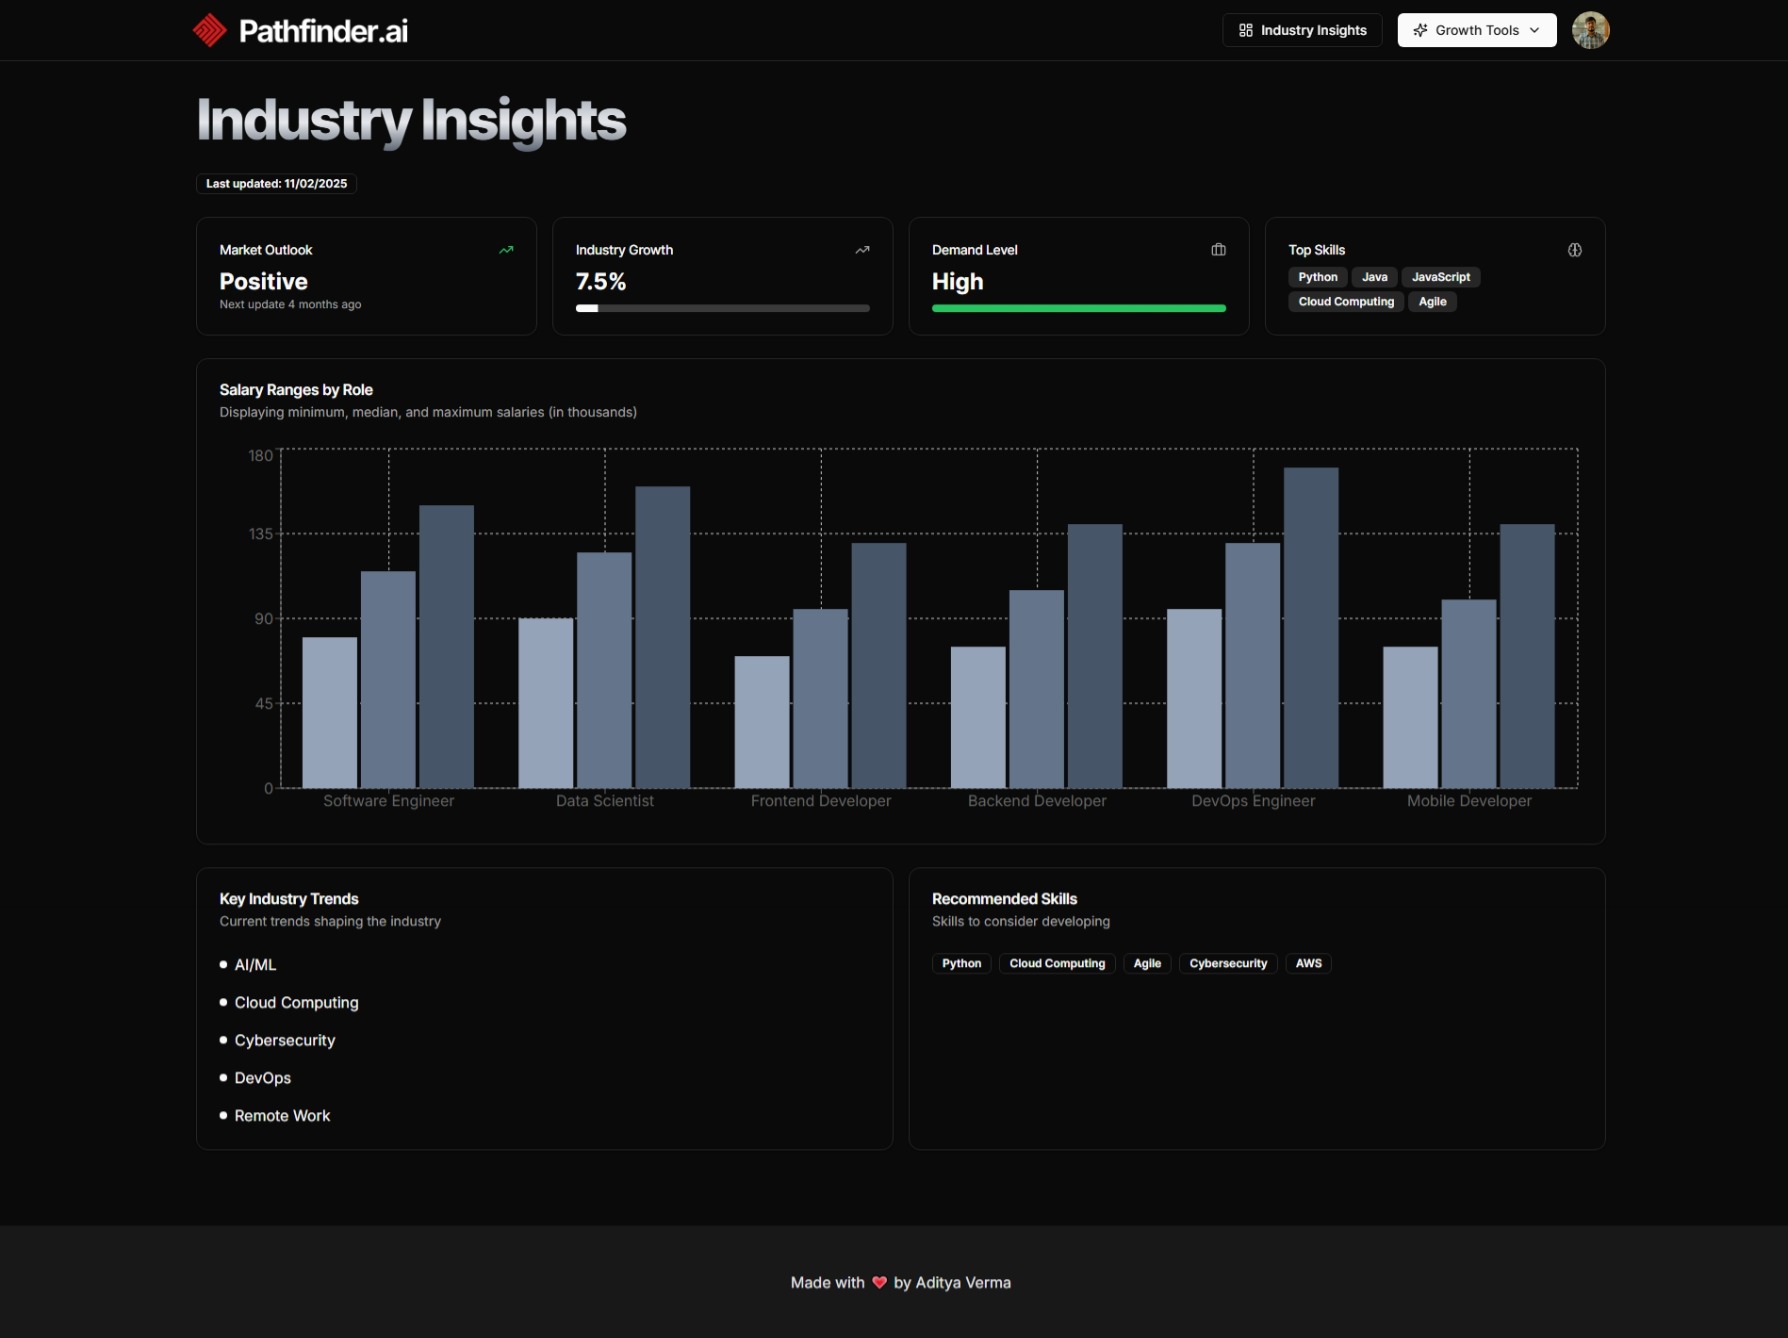 Pathfinder.ai
Industry Insights
Growth Tools
Industry Insights
Last updated: 11/02/2025
Market Outlook
Positive
Next update 4 months ago
Industry Growth
7.5%
Demand Level
High
Top Skills
Python Java JavaScript
Cloud Computing Agile
Salary Ranges by Role
Displaying minimum, median, and maximum salaries (in thousands)
180
135
90
45
0
Software Engineer Data Scientist Frontend Developer Backend Developer DevOps Engineer Mobile Developer
Key Industry Trends
Current trends shaping the industry
AI/ML
Cloud Computing
Cybersecurity
DevOps
Remote Work
Recommended Skills
Skills to consider developing
Python Cloud Computing Agile Cybersecurity AWS
Made with ❤️ by Aditya Verma